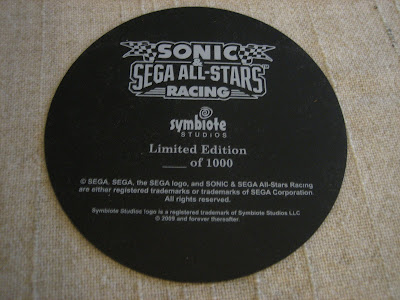 SONIC
&
SEGA ALL-STARS™
RACING
symbiote
STUDIOS
Limited Edition
____ of 1000
© SEGA, SEGA, the SEGA logo, and SONIC & SEGA All-Stars Racing
are either registered trademarks or trademarks of SEGA Corporation
All rights reserved.
Symbiote Studios logo is a registered trademark of Symbiote Studios LLC
© 2009 and forever thereafter.